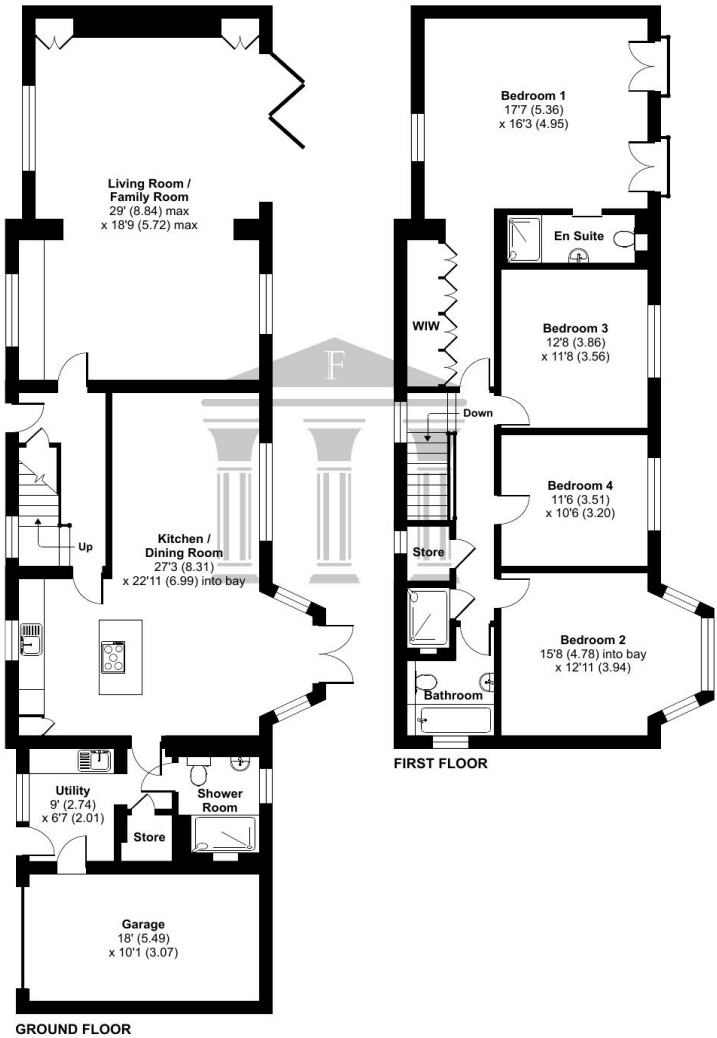 Living Room /
Family Room
29' (8.84) max
x 18'9 (5.72) max
Up
Kitchen /
Dining Room
27'3 (8.31)
x 22'11 (6.99) into bay
Utility
9' (2.74)
x 6'7 (2.01)
Shower
Room
Store
Garage
18' (5.49)
x 10'1 (3.07)
GROUND FLOOR
F
Bedroom 1
17'7 (5.36)
x 16'3 (4.95)
En Suite
WIW
Bedroom 3
12'8 (3.86)
x 11'8 (3.56)
Down
Bedroom 4
11'6 (3.51)
x 10'6 (3.20)
Store
Bedroom 2
15'8 (4.78) into bay
x 12'11 (3.94)
Bathroom
FIRST FLOOR